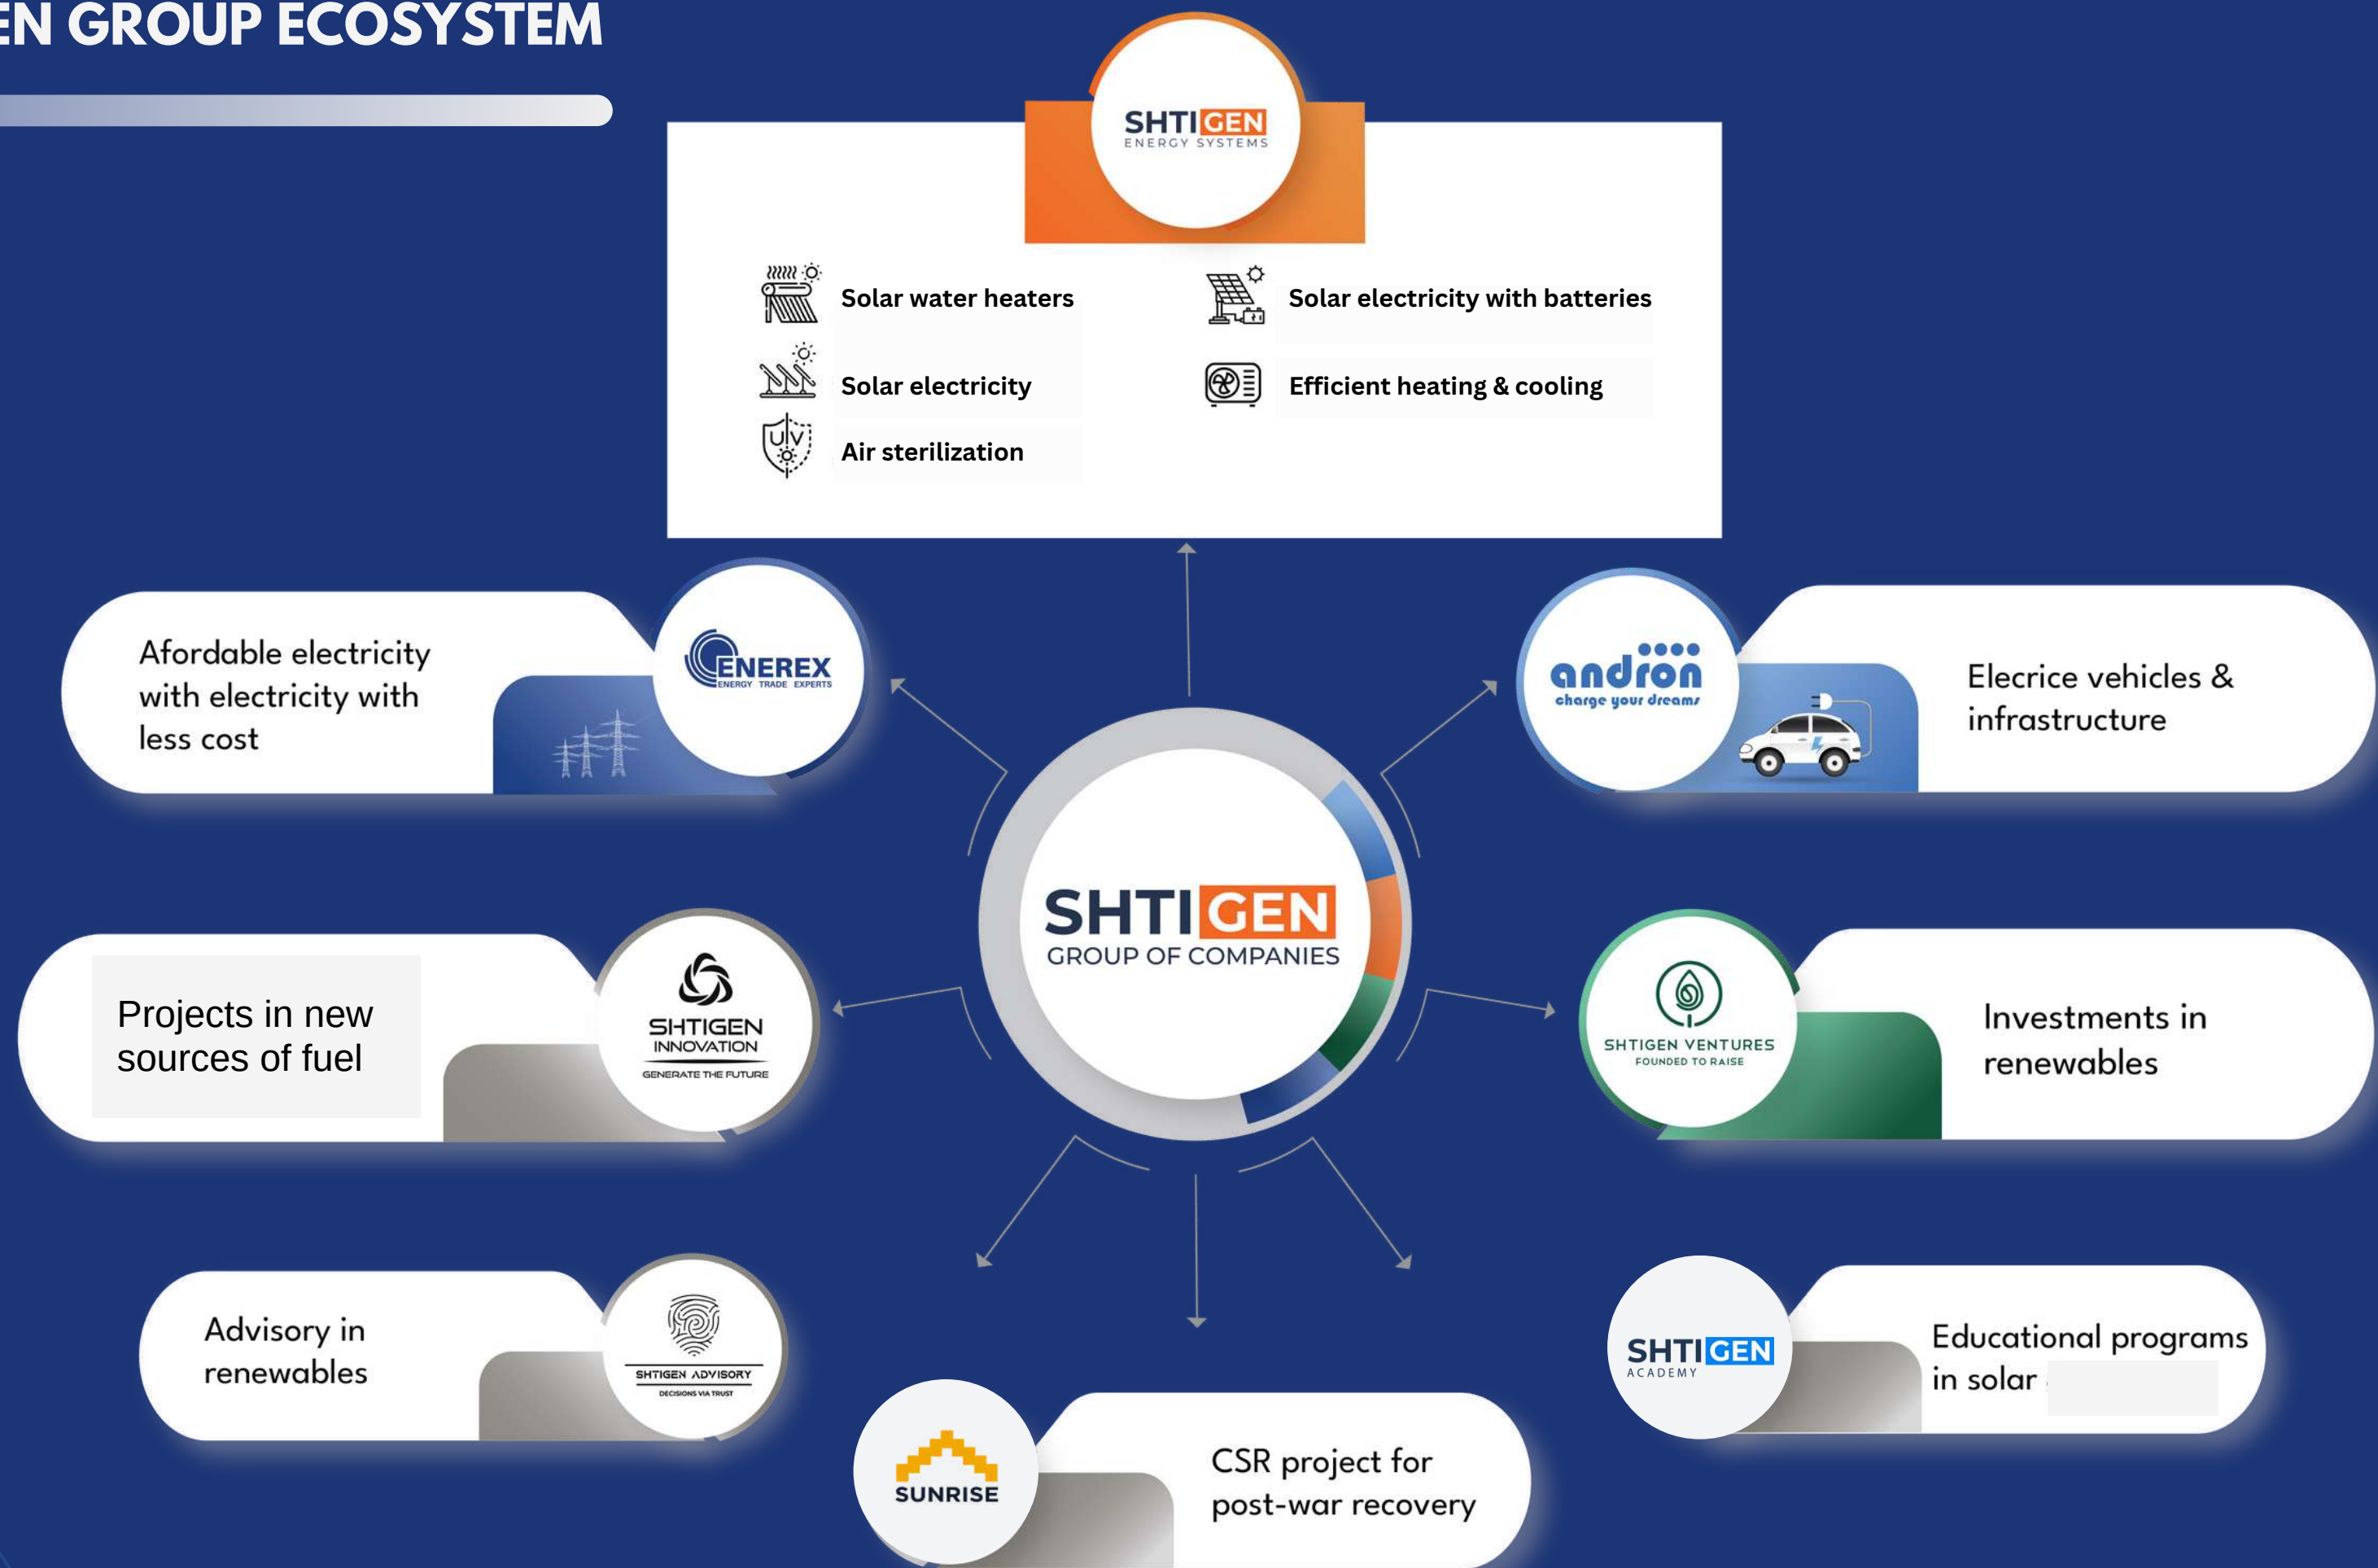 EN GROUP ECOSYSTEM
SHTIGEN
ENERGY SYSTEMS
Solar water heaters
Solar electricity with batteries
Solar electricity
Efficient heating & cooling
UV
Air sterilization
Afordable electricity
with electricity with
less cost
ENEREX
ENERGY TRADE EXPERTS
andron
charge your dreams
Elecrice vehicles &
infrastructure
SHTIGEN
GROUP OF COMPANIES
Projects in new
sources of fuel
SHTIGEN
INNOVATION
GENERATE THE FUTURE
SHTIGEN VENTURES
FOUNDED TO RAISE
Investments in
renewables
Advisory in
renewables
SHTIGEN ADVISORY
DECISIONS VIA TRUST
SUNRISE
CSR project for
post-war recovery
SHTIGEN
ACADEMY
Educational programs
in solar